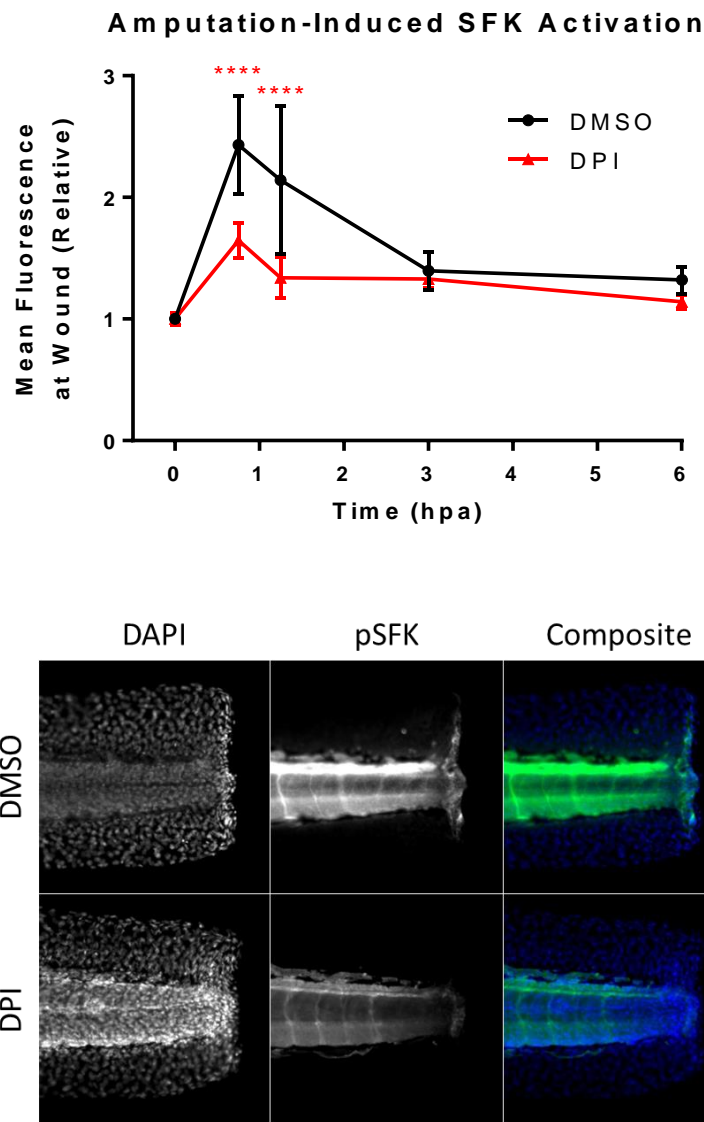 Amputation-Induced SFK Activation
****
****
3
2
1
0
Mean Fluorescence
at Wound (Relative)
DMSO
DPI
0 1 2 3 4 5 6
Time (hpa)
DAPI pSFK Composite
DMSO
DPI